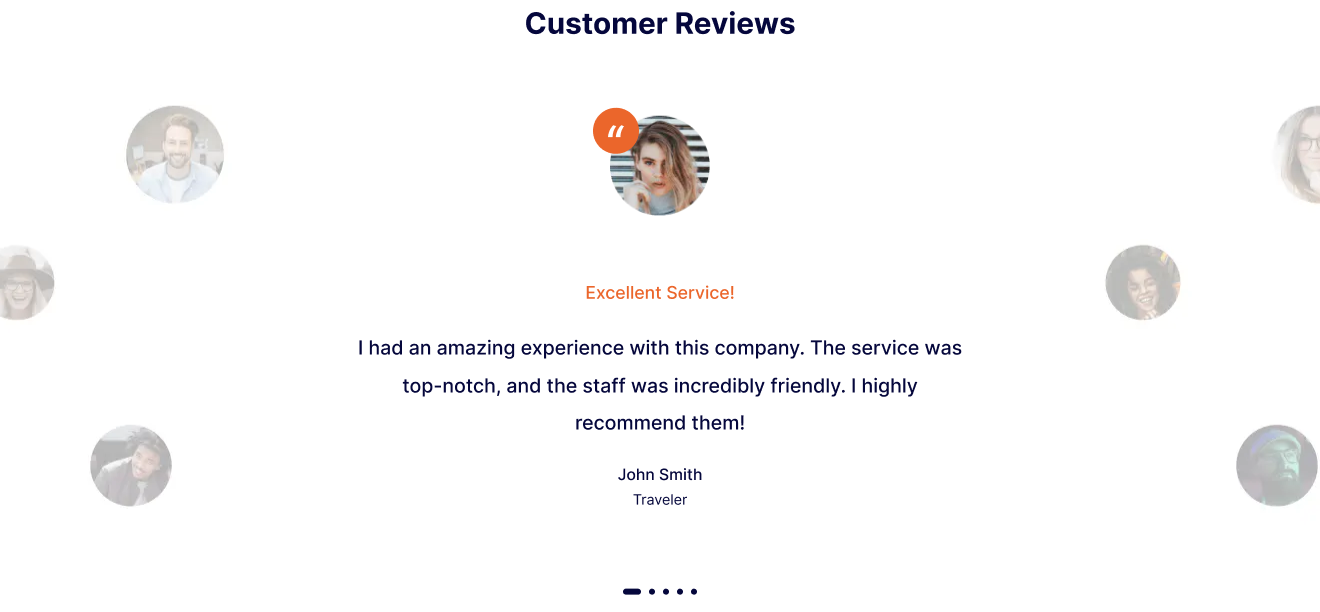 Customer Reviews
“
Excellent Service!
I had an amazing experience with this company. The service was
top-notch, and the staff was incredibly friendly. I highly
recommend them!
John Smith
Traveler